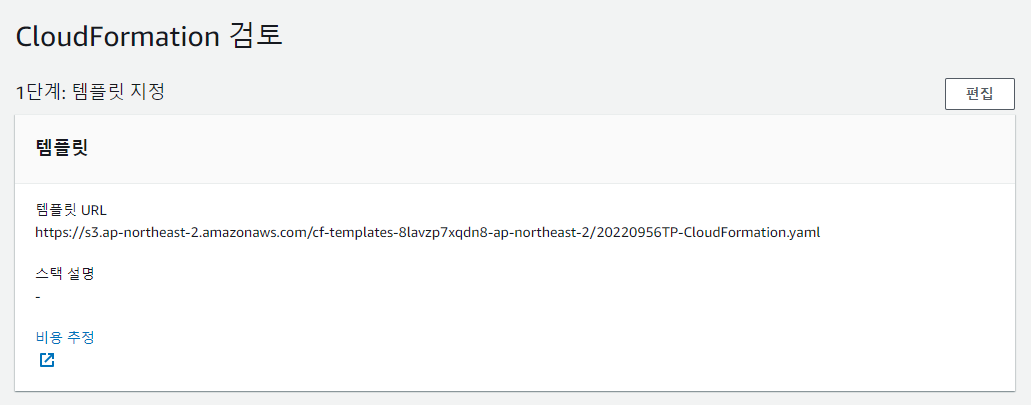 CloudFormation 검토
1단계: 템플릿 지정
편집
템플릿
템플릿 URL
https://s3.ap-northeast-2.amazonaws.com/cf-templates-8lavzp7xqdn8-ap-northeast-2/20220956TP-CloudFormation.yaml
스택 설명
-
비용 추정